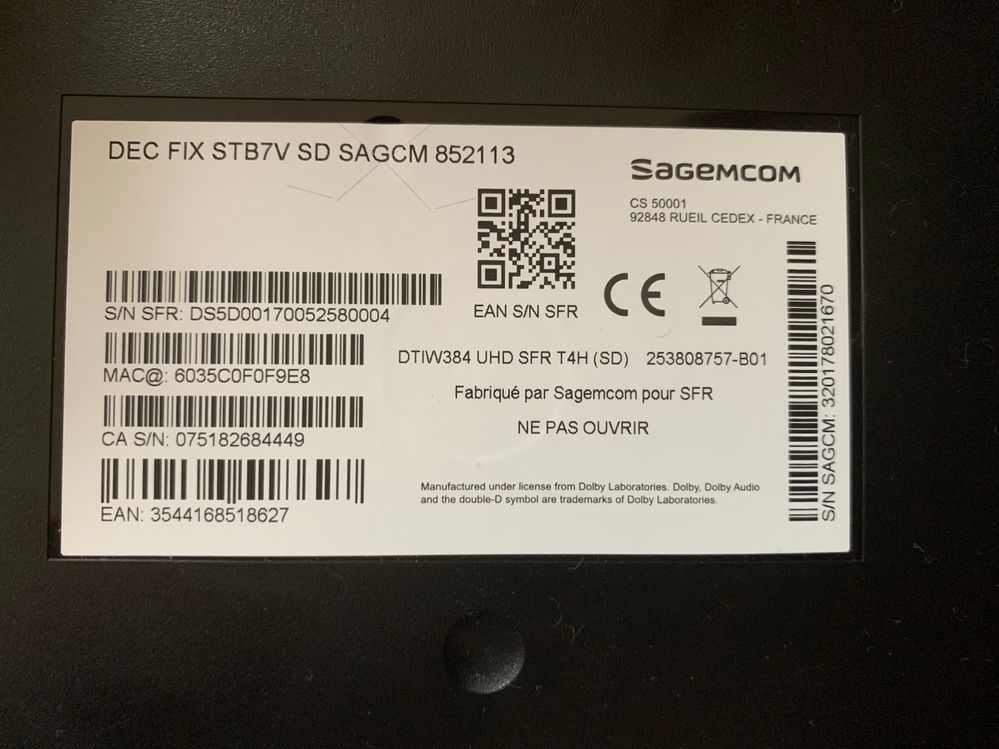 DEC FIX STB7V SD SAGCM 852113
SAGEMCOM
CS 50001
92848 RUEIL CEDEX - FRANCE
S/N SFR: DS5D00170052580004
EAN S/N SFR
CE
MAC@: 6035C0F0F9E8
DTIW384 UHD SFR T4H (SD) 253808757-B01
Fabriqué par Sagemcom pour SFR
CA S/N: 075182684449
NE PAS OUVRIR
Manufactured under license from Dolby Laboratories. Dolby, Dolby Audio
and the double-D symbol are trademarks of Dolby Laboratories.
EAN: 3544168518627
S/N SAGCM: 320178021670